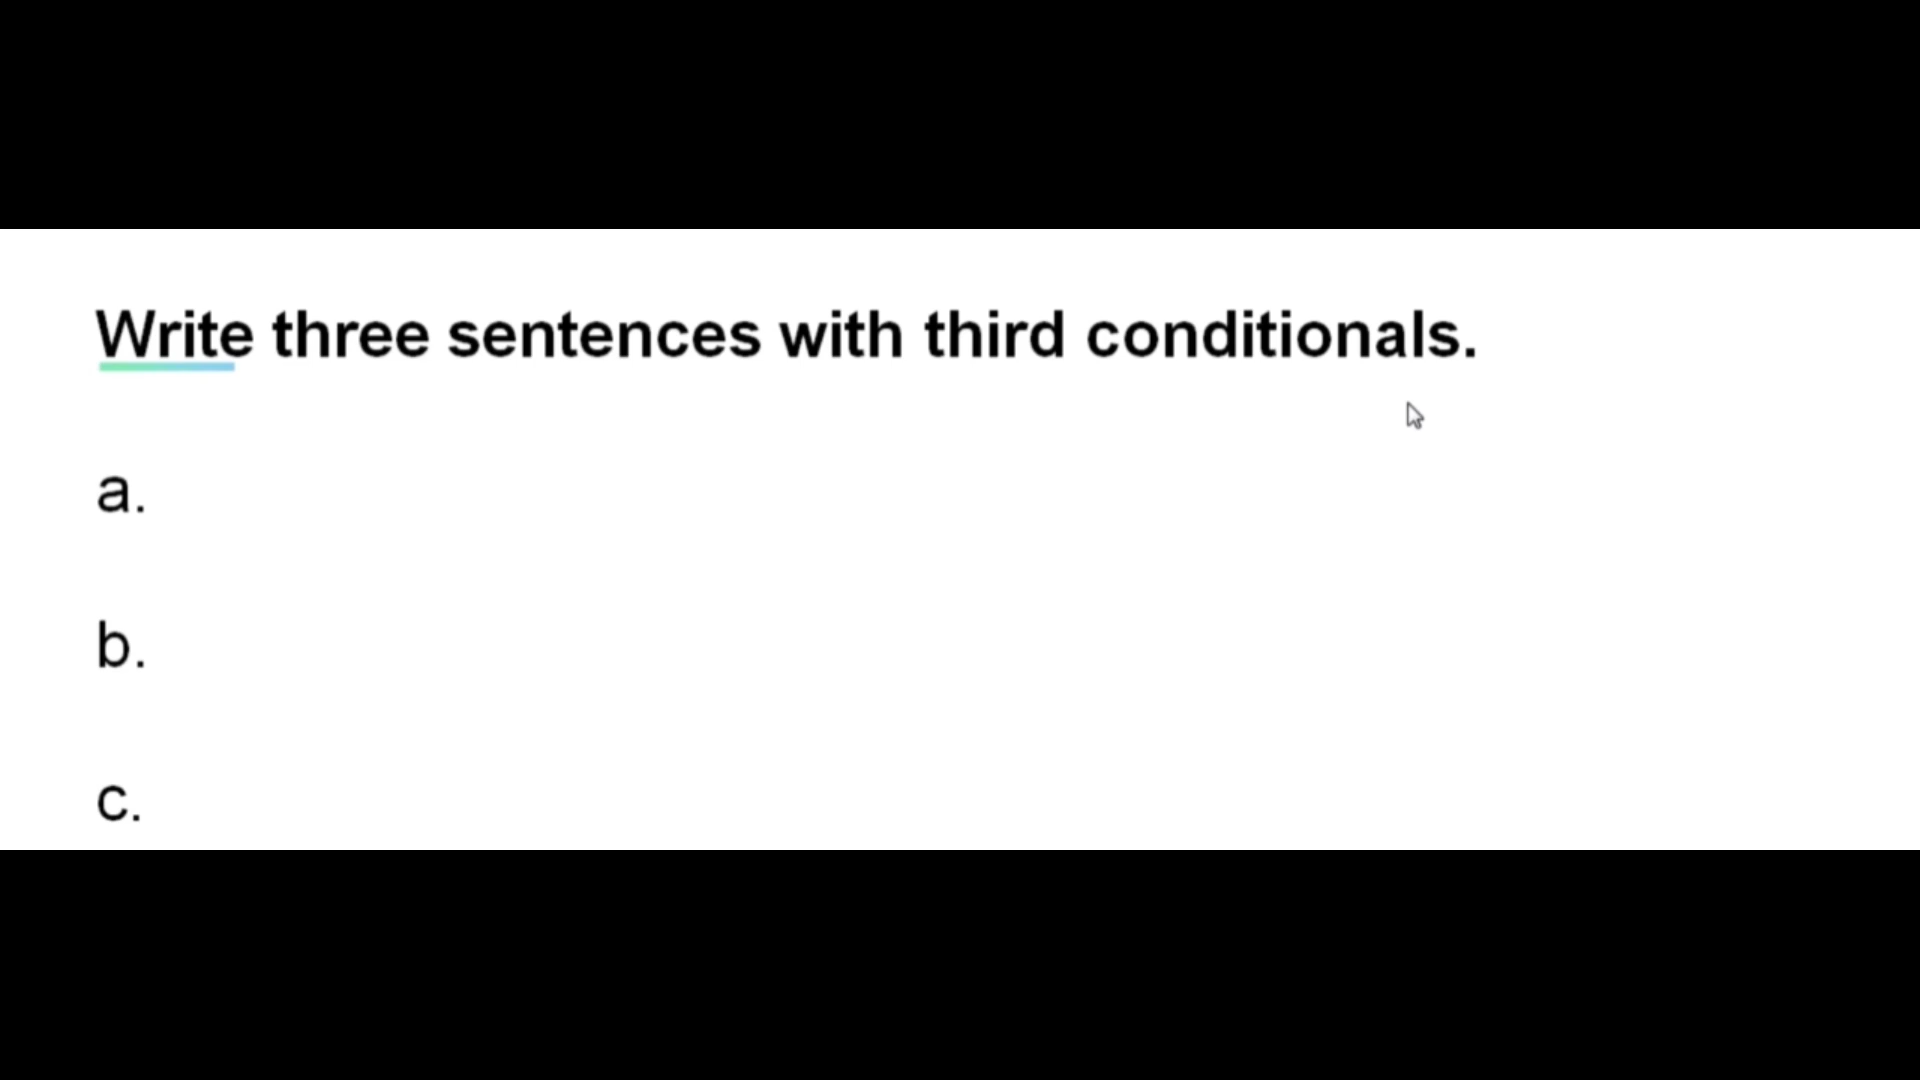 Write three sentences with third conditionals.
a.
b.
c.